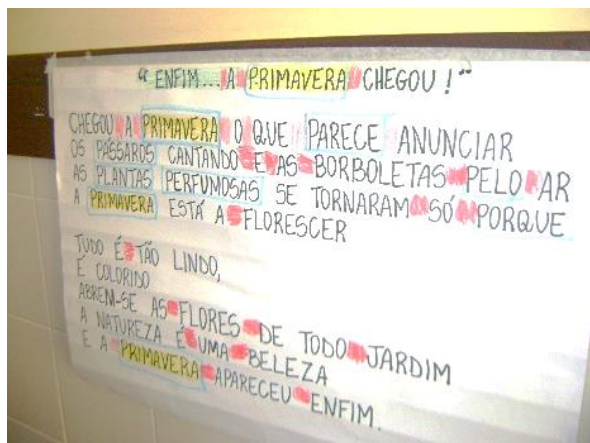 “ENFIM... A PRIMAVERA CHEGOU!”
CHEGOU A PRIMAVERA O QUE PARECE ANUNCIAR
OS PÁSSAROS CANTANDO E AS BORBOLETAS PELO AR
AS PLANTAS PERFUMOSAS SE TORNARAM SÓ PORQUE
A PRIMAVERA ESTÁ A FLORESCER
TUDO É TÃO LINDO,
É COLORIDO
ABREM-SE AS FLORES DE TODO JARDIM
A NATUREZA É UMA BELEZA
E A PRIMAVERA APARECEU ENFIM.